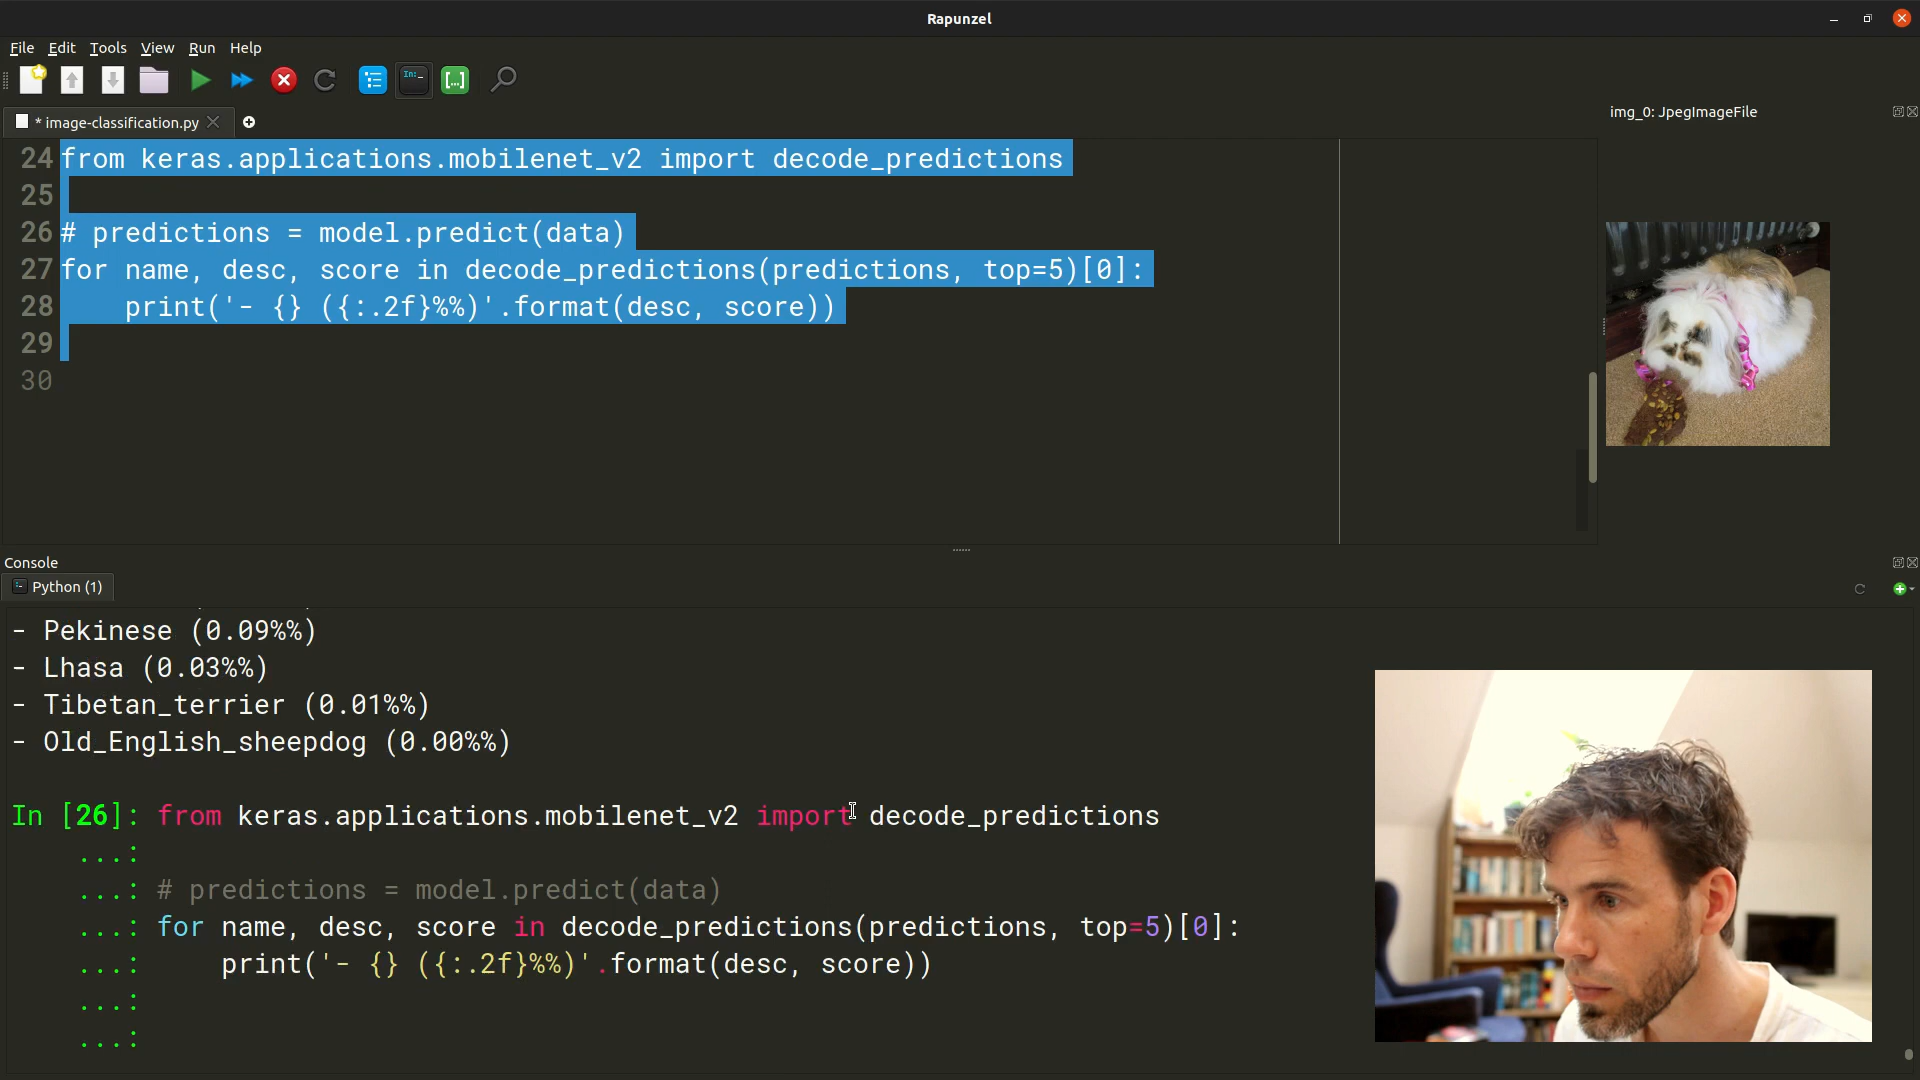 Rapunzel
File Edit Tools View Run Help
* image-classification.py
img_0: JpegImageFile
24 from keras.applications.mobilenet_v2 import decode_predictions
25
26 # predictions = model.predict(data)
27 for name, desc, score in decode_predictions(predictions, top=5)[0]:
28     print('- {} ({:.2f}%%)'.format(desc, score))
29
30
Console
Python (1)
- Pekinese (0.09%%)
- Lhasa (0.03%%)
- Tibetan_terrier (0.01%%)
- Old_English_sheepdog (0.00%%)
In [26]: from keras.applications.mobilenet_v2 import decode_predictions
...:
...: # predictions = model.predict(data)
...: for name, desc, score in decode_predictions(predictions, top=5)[0]:
...:     print('- {} ({:.2f}%%)'.format(desc, score))
...:
...: